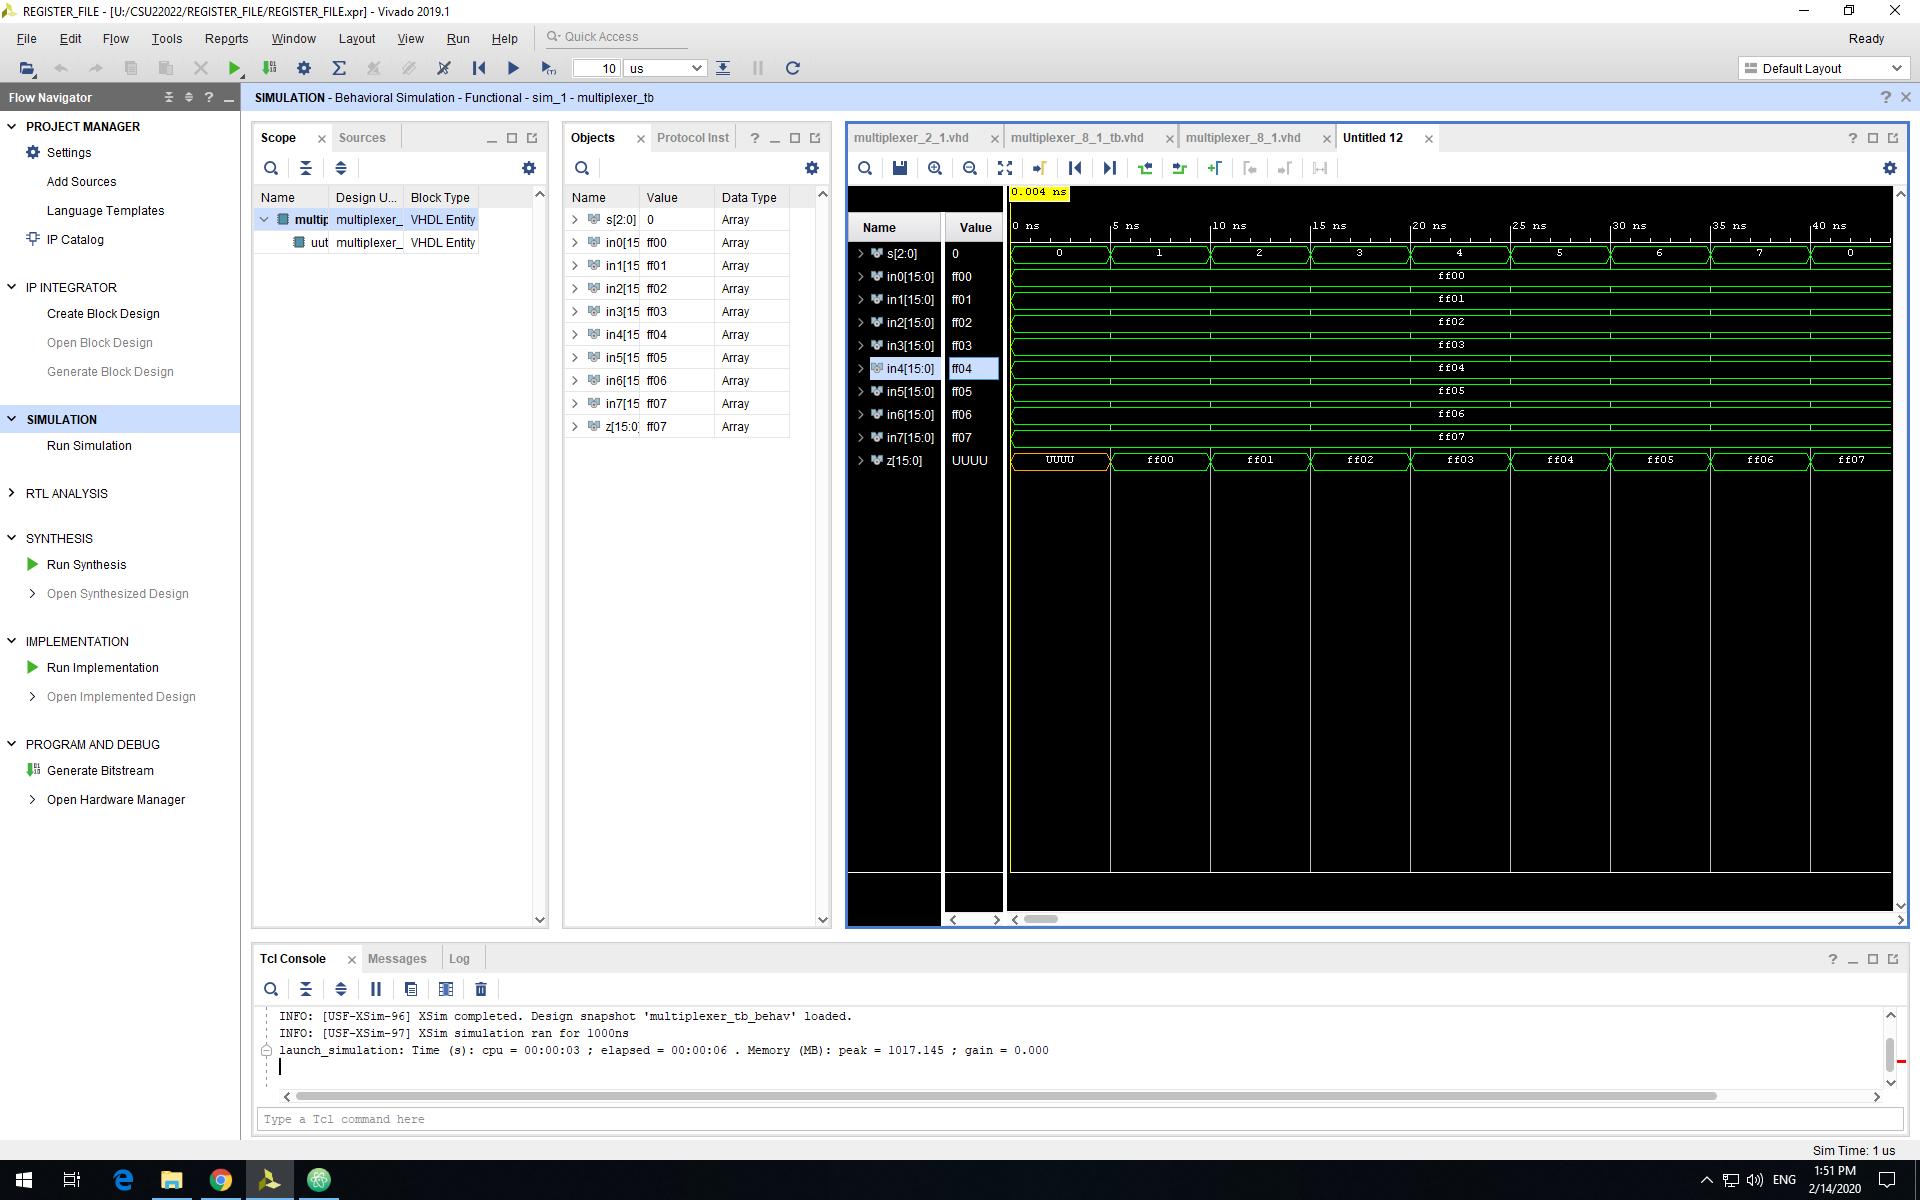 REGISTER_FILE - [U:/CSU22022/REGISTER_FILE/REGISTER_FILE.xpr] - Vivado 2019.1
File Edit Flow Tools Reports Window Layout View Run Help Quick Access Ready
10 us Default Layout
Flow Navigator
SIMULATION - Behavioral Simulation - Functional - sim_1 - multiplexer_tb
PROJECT MANAGER
Settings
Add Sources
Language Templates
IP Catalog
IP INTEGRATOR
Create Block Design
Open Block Design
Generate Block Design
SIMULATION
Run Simulation
RTL ANALYSIS
SYNTHESIS
Run Synthesis
Open Synthesized Design
IMPLEMENTATION
Run Implementation
Open Implemented Design
PROGRAM AND DEBUG
Generate Bitstream
Open Hardware Manager
Scope Sources
Name Design U... Block Type
multip multiplexer_ VHDL Entity
uut multiplexer_ VHDL Entity
Objects Protocol Inst
Name Value Data Type
s[2:0] 0 Array
in0[15 ff00 Array
in1[15 ff01 Array
in2[15 ff02 Array
in3[15 ff03 Array
in4[15 ff04 Array
in5[15 ff05 Array
in6[15 ff06 Array
in7[15 ff07 Array
z[15:0] ff07 Array
multiplexer_2_1.vhd multiplexer_8_1_tb.vhd multiplexer_8_1.vhd Untitled 12
0.004 ns
Name Value 0 ns 5 ns 10 ns 15 ns 20 ns 25 ns 30 ns 35 ns 40 ns
s[2:0] 0 0 1 2 3 4 5 6 7 0
in0[15:0] ff00 ff00
in1[15:0] ff01 ff01
in2[15:0] ff02 ff02
in3[15:0] ff03 ff03
in4[15:0] ff04 ff04
in5[15:0] ff05 ff05
in6[15:0] ff06 ff06
in7[15:0] ff07 ff07
z[15:0] UUUU UUUU ff00 ff01 ff02 ff03 ff04 ff05 ff06 ff07
Tcl Console Messages Log
INFO: [USF-XSim-96] XSim completed. Design snapshot 'multiplexer_tb_behav' loaded.
INFO: [USF-XSim-97] XSim simulation ran for 1000ns
launch_simulation: Time (s): cpu = 00:00:03 ; elapsed = 00:00:06 . Memory (MB): peak = 1017.145 ; gain = 0.000
Type a Tcl command here
Sim Time: 1 us
ENG
1:51 PM
2/14/2020